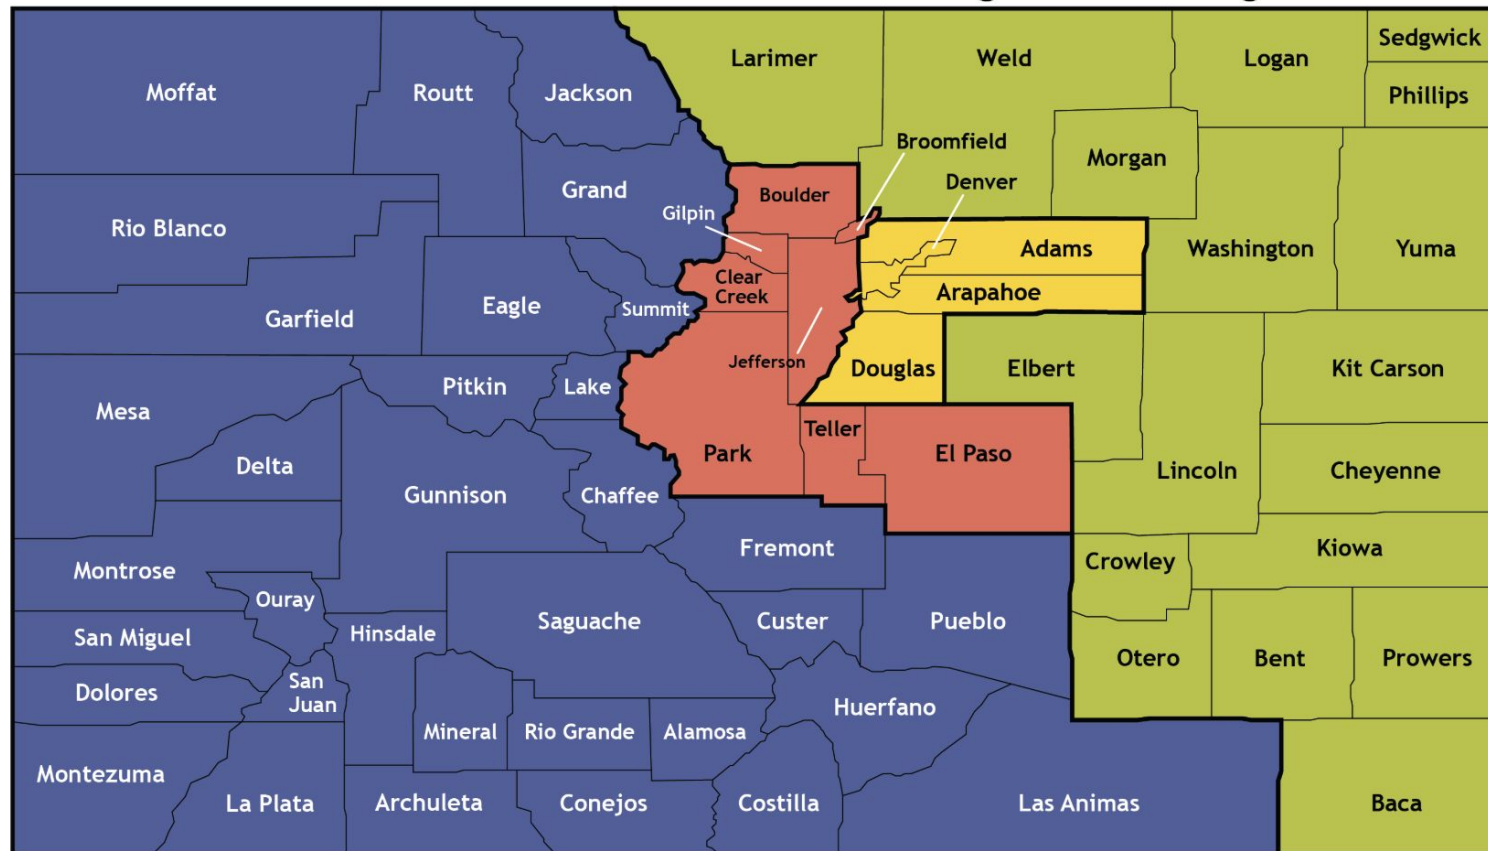 Moffat
Routt
Jackson
Larimer
Weld
Logan
Sedgwick
Phillips
Rio Blanco
Grand
Gilpin
Boulder
Broomfield
Denver
Morgan
Washington
Yuma
Garfield
Eagle
Summit
Clear
Creek
Adams
Arapahoe
Jefferson
Douglas
Elbert
Kit Carson
Mesa
Pitkin
Lake
Delta
Gunnison
Chaffee
Park
Teller
El Paso
Lincoln
Cheyenne
Montrose
Ouray
Fremont
Crowley
Kiowa
San Miguel
Hinsdale
Saguache
Custer
Pueblo
Otero
Bent
Prowers
Dolores
San
Juan
Mineral
Rio Grande
Alamosa
Huerfano
Montezuma
La Plata
Archuleta
Conejos
Costilla
Las Animas
Baca